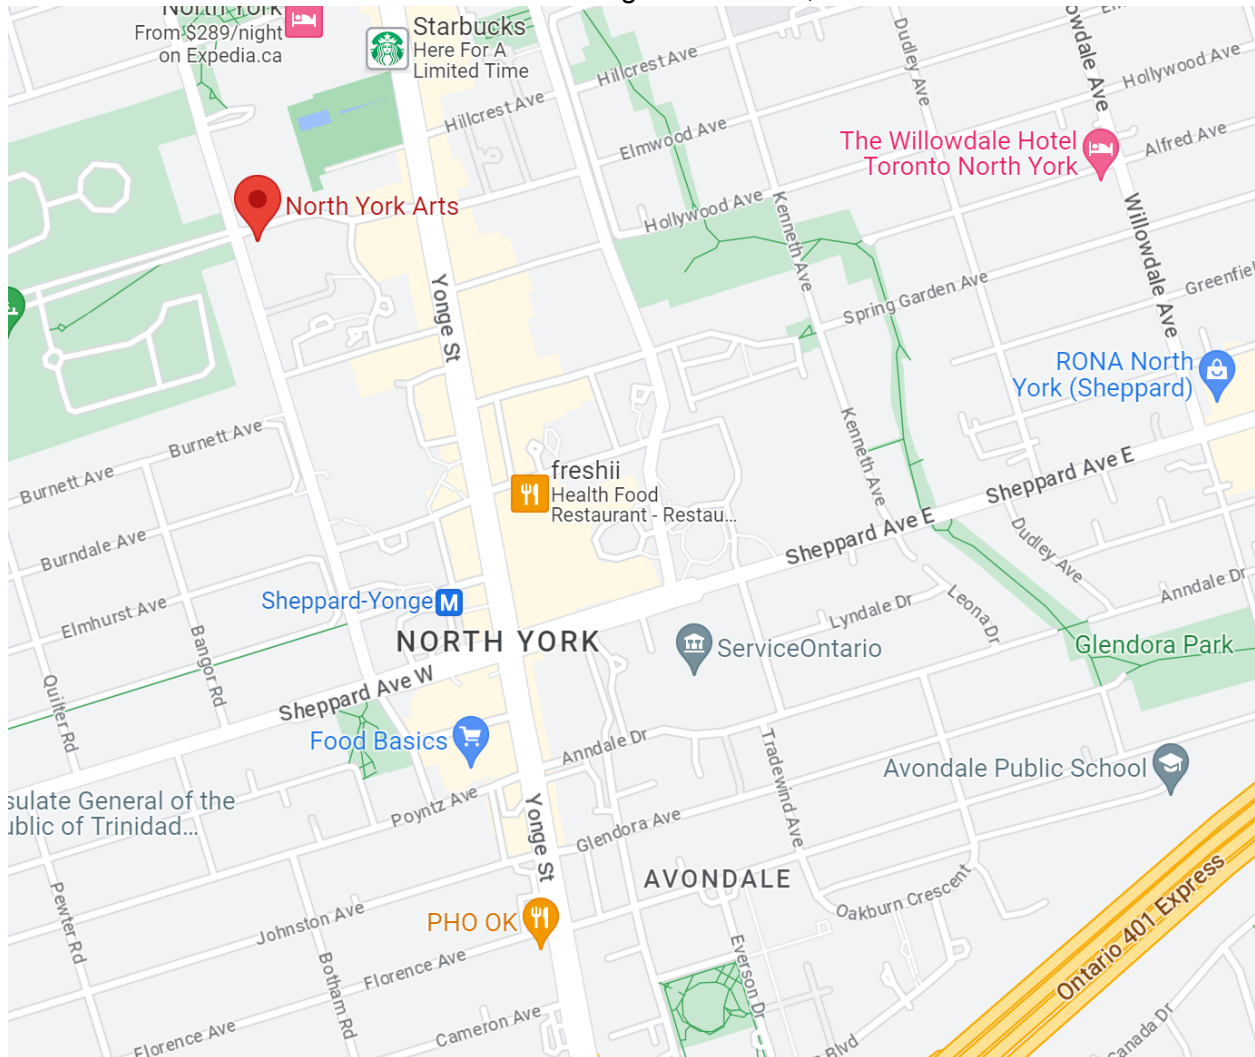 North York
From $289/night
on Expedia.ca
Starbucks
Here For A
Limited Time
Hillcrest Ave
Dudley Ave
owdale Ave
Hollywood Ave
Hillcrest Ave
Elmwood Ave
The Willowdale Hotel
Toronto North York
Alfred Ave
North York Arts
Hollywood Ave
Kenneth Ave
Willowdale Ave
Yonge St
Spring Garden Ave
Greenfie
RONA North
York (Sheppard)
Burnett Ave
Burnett Ave
Kenneth Ave
freshii
Health Food
Restaurant - Restau...
Sheppard Ave E
Sheppard Ave E
Burndale Ave
Dudley Ave
Anndale Dr
Elmhurst Ave
Sheppard-Yonge
M
Lyndale Dr
Leona Dr
NORTH YORK
ServiceOntario
Glendora Park
Bangor Rd
Quilter Rd
Sheppard Ave W
Food Basics
Anndale Dr
Tradewind Ave
Avondale Public School
sulate General of the
ublic of Trinidad...
Poyntz Ave
Yonge St
Glendora Ave
AVONDALE
Oakburn Crescent
Ontario 401 Express
Pewter Rd
Johnston Ave
PHO OK
Florence Ave
Botham Rd
Everson Dr
Florence Ave
Cameron Ave
Blvd
Canada Dr